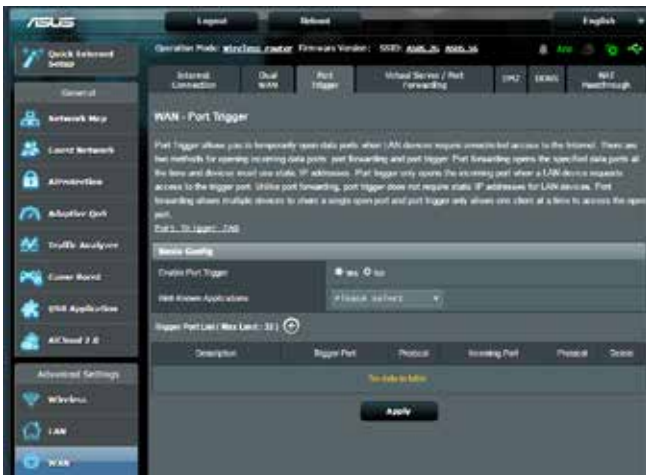 ASUS
Logout
Reboot
English
Quick Internet Setup
Operation Mode: Wireless router Firmware Version: SSID: ASUS_2G ASUS_5G
General
Internet Connection
Dual WAN
Port Trigger
Virtual Server / Port Forwarding
DMZ
DDNS
NAT Passthrough
Network Map
Guest Network
AiProtection
Adaptive QoS
Traffic Analyzer
Game Boost
USB Application
AiCloud 2.0
Advanced Settings
Wireless
LAN
WAN
WAN - Port Trigger
Port Trigger allows you to temporarily open data ports when LAN devices require unrestricted access to the Internet. There are
two methods for opening incoming data ports: port forwarding and port trigger. Port forwarding opens the specified data ports all
the time and devices must use static IP addresses. Port trigger only opens the incoming port when a LAN device requests
access to the trigger port. Unlike port forwarding, port trigger does not require static IP addresses for LAN devices. Port
forwarding allows multiple devices to share a single open port and port trigger only allows one client at a time to access the open
port.
Port Trigger FAQ
Basic Config
Enable Port Trigger
Yes No
Well-Known Applications
Please select
Trigger Port List ( Max Limit : 32 )
Description Trigger Port Protocol Incoming Port Protocol Delete
No data in table.
Apply